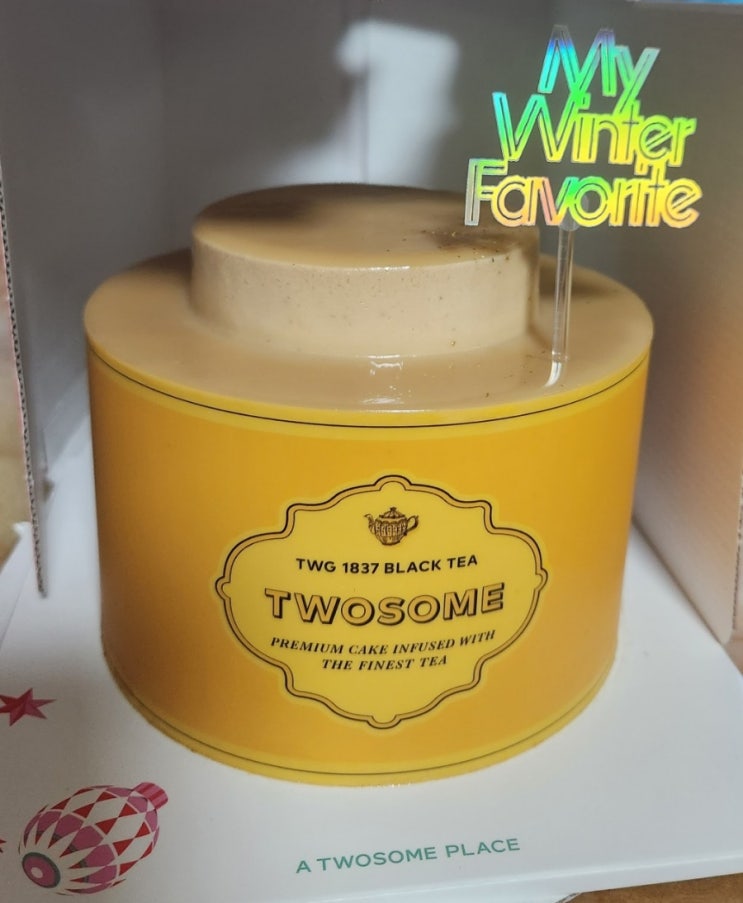 My
Winter
Favorite
TWG 1837 BLACK TEA
TWOSOME
PREMIUM CAKE INFUSED WITH
THE FINEST TEA
A TWOSOME PLACE